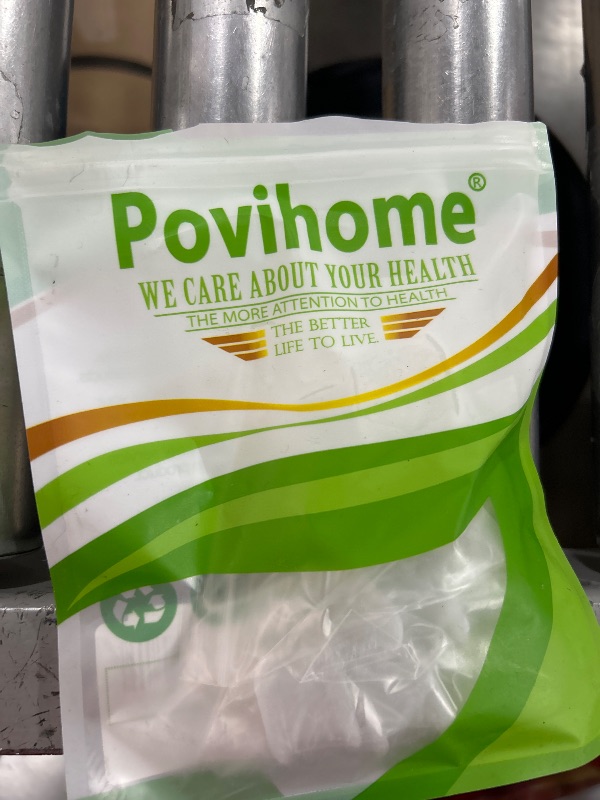 Povihome®
WE CARE ABOUT YOUR HEALTH
THE MORE ATTENTION TO HEALTH
THE BETTER
LIFE TO LIVE.